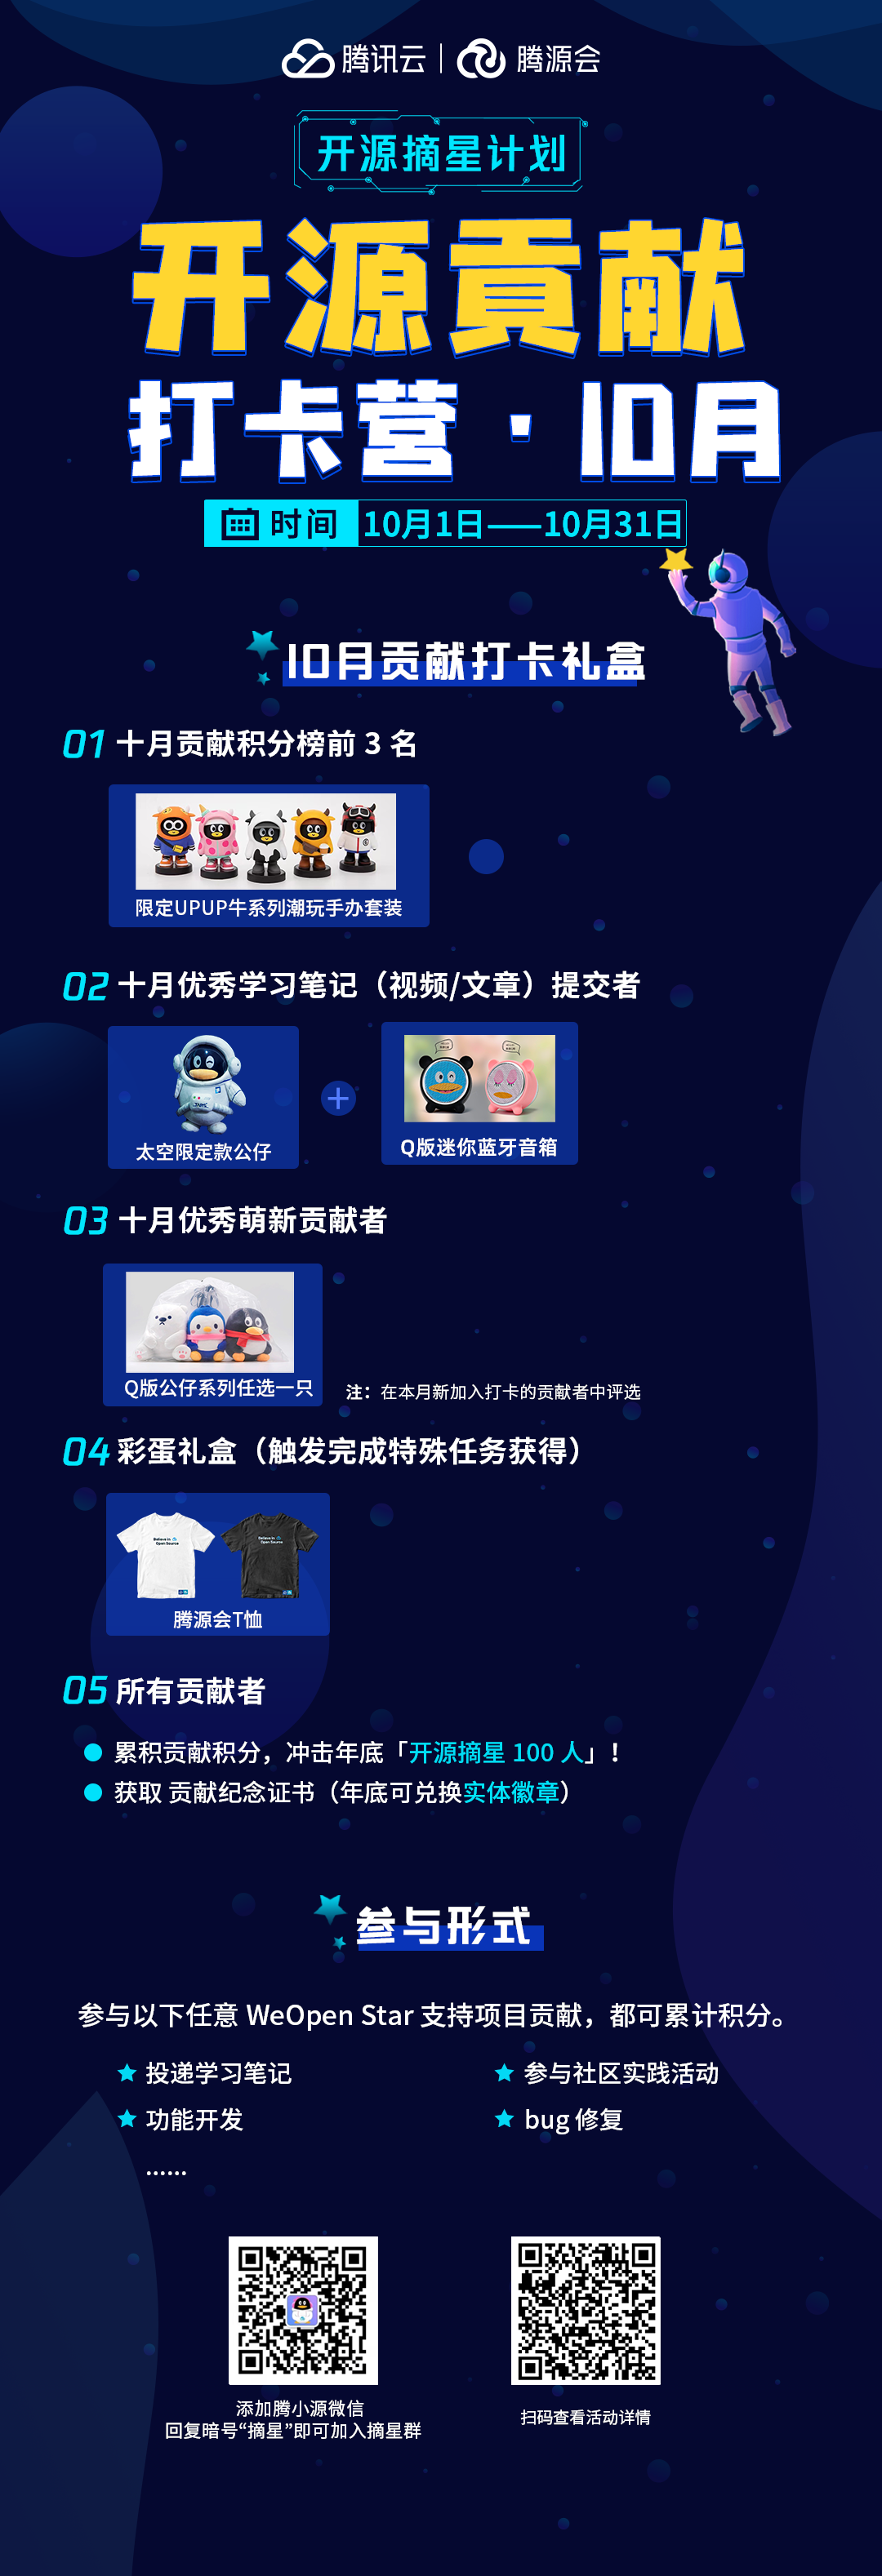 腾讯云 | 腾源会
开源摘星计划
开源貢献
打卡营·10月
时间 10月1日——10月31日
10月贡献打卡礼盒
01 十月贡献积分榜前 3 名
限定UPUP牛系列潮玩手办套装
02 十月优秀学习笔记（视频/文章）提交者
太空限定款公仔 + Q版迷你蓝牙音箱
03 十月优秀萌新贡献者
Q版公仔系列任选一只
注：在本月新加入打卡的贡献者中评选
04 彩蛋礼盒（触发完成特殊任务获得）
Believe in
Open Source
Believe in
Open Source
腾源会T恤
05 所有贡献者
累积贡献积分，冲击年底「开源摘星 100 人」！
获取 贡献纪念证书（年底可兑换实体徽章）
参与形式
参与以下任意 WeOpen Star 支持项目贡献，都可累计积分。
投递学习笔记
参与社区实践活动
功能开发
bug 修复
......
添加腾小源微信
回复暗号“摘星”即可加入摘星群
扫码查看活动详情